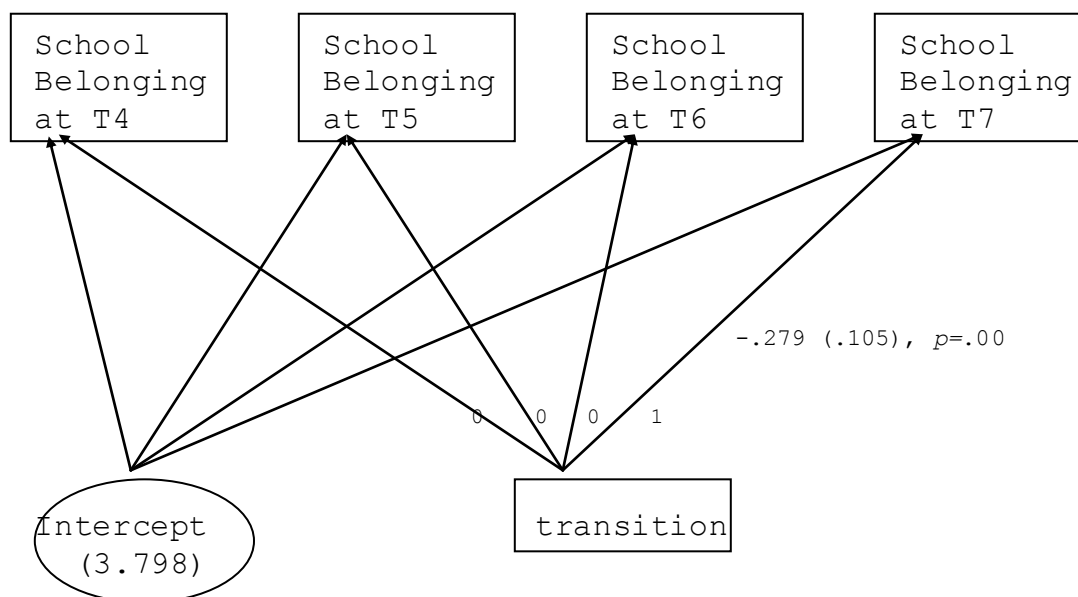 School
Belonging
at T4
School
Belonging
at T5
School
Belonging
at T6
School
Belonging
at T7
-.279 (.105), p=.00
0 0 0 1
Intercept
(3.798)
transition